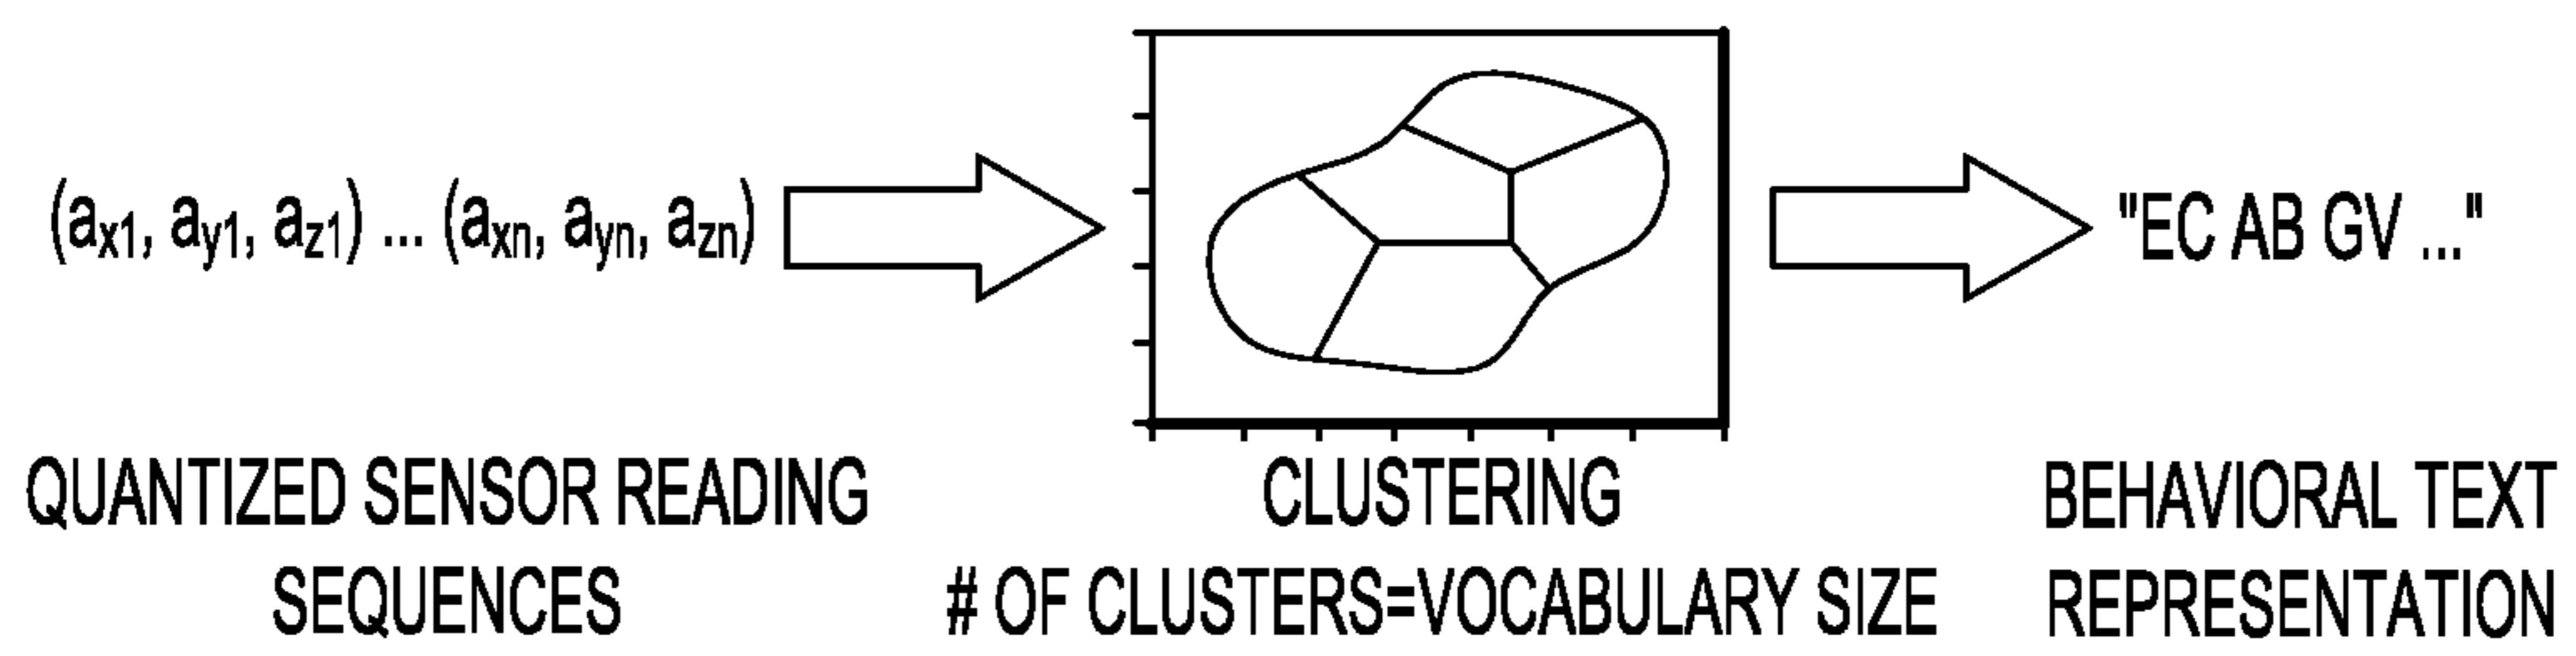 (ax1, ay1, az1) ... (axn, ayn, azn)
"EC AB GV ..."
QUANTIZED SENSOR READING
SEQUENCES
CLUSTERING
# OF CLUSTERS=VOCABULARY SIZE
BEHAVIORAL TEXT
REPRESENTATION